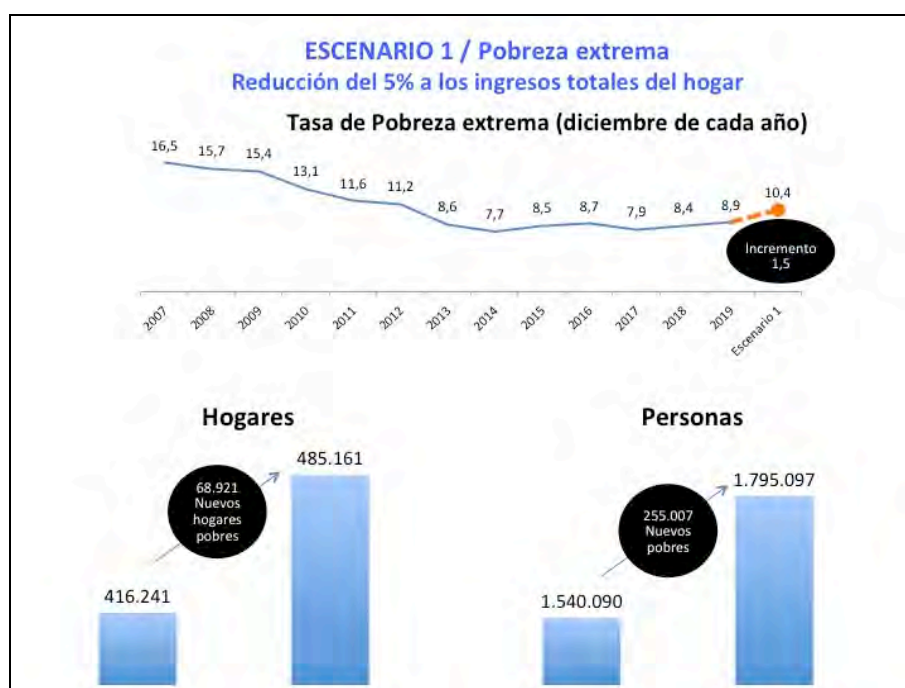 ESCENARIO 1 / Pobreza extrema
Reducción del 5% a los ingresos totales del hogar
Tasa de Pobreza extrema (diciembre de cada año)
16,5
15,7
15,4
13,1
11,6
11,2
8,6
7,7
8,5
8,7
7,9
8,4
8,9
10,4
Incremento
1,5
2007
2008
2009
2010
2011
2012
2013
2014
2015
2016
2017
2018
2019
Escenario 1
Hogares
485.161
68.921
Nuevos
hogares
pobres
416.241
Personas
1.795.097
255.007
Nuevos
pobres
1.540.090